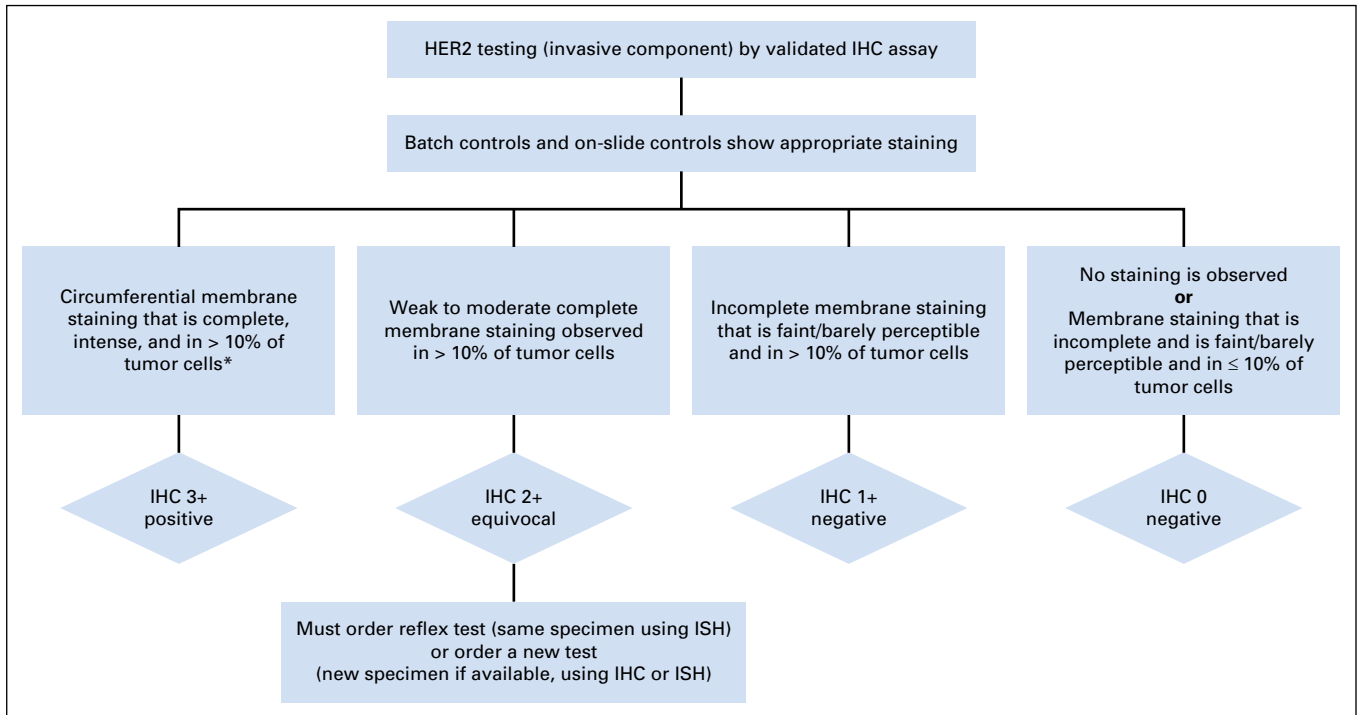 HER2 testing (invasive component) by validated IHC assay
Batch controls and on-slide controls show appropriate staining
Circumferential membrane
staining that is complete,
intense, and in > 10% of
tumor cells*
Weak to moderate complete
membrane staining observed
in > 10% of tumor cells
Incomplete membrane staining
that is faint/barely perceptible
and in > 10% of tumor cells
No staining is observed
or
Membrane staining that is
incomplete and is faint/barely
perceptible and in ≤ 10% of
tumor cells
IHC 3+
positive
IHC 2+
equivocal
IHC 1+
negative
IHC 0
negative
Must order reflex test (same specimen using ISH)
or order a new test
(new specimen if available, using IHC or ISH)